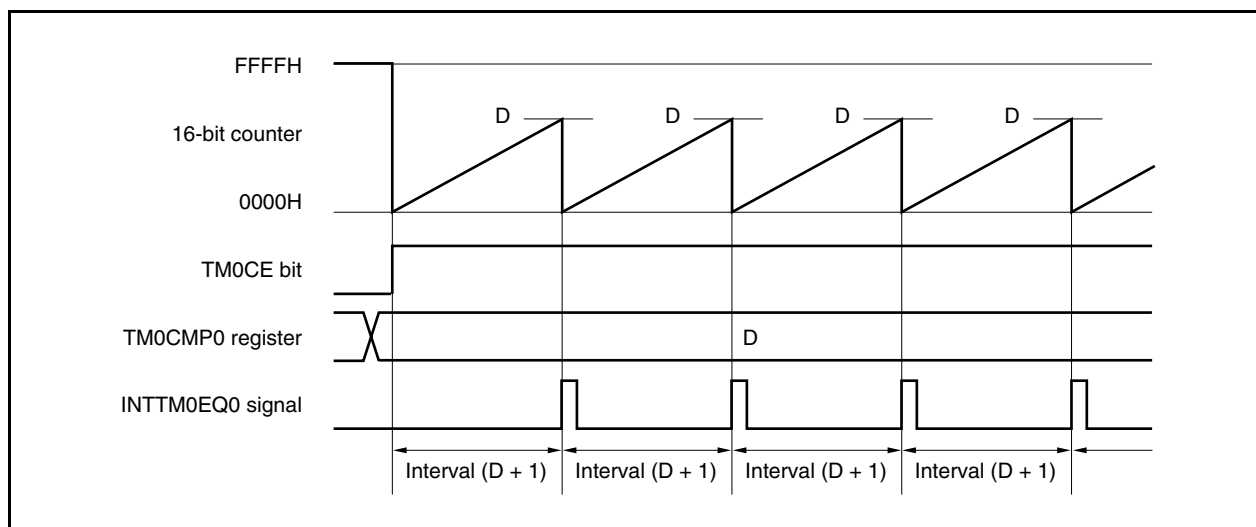 FFFFH
D D D D
16-bit counter
0000H
TM0CE bit
TM0CMP0 register D
INTTM0EQ0 signal
Interval (D + 1) Interval (D + 1) Interval (D + 1) Interval (D + 1)